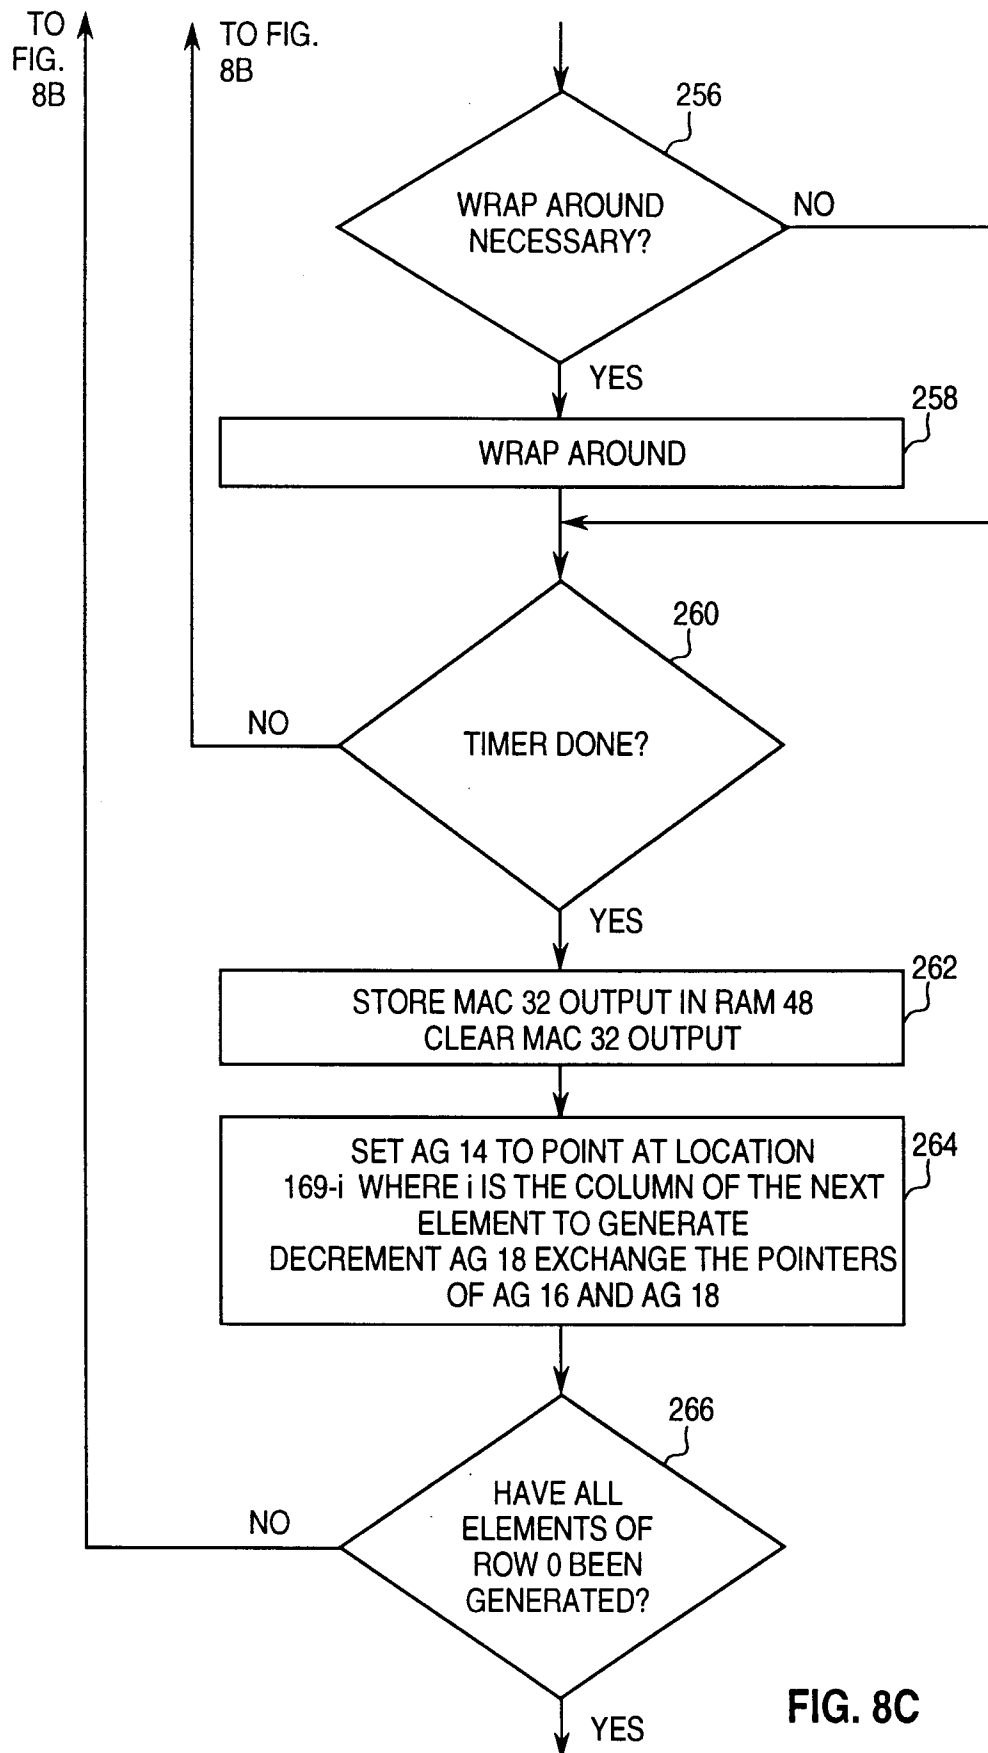 TO
FIG.
8B
TO FIG.
8B
256
WRAP AROUND
NECESSARY?
NO
YES
258
WRAP AROUND
260
NO
TIMER DONE?
YES
262
STORE MAC 32 OUTPUT IN RAM 48
CLEAR MAC 32 OUTPUT
264
SET AG 14 TO POINT AT LOCATION
169-i WHERE i IS THE COLUMN OF THE NEXT
ELEMENT TO GENERATE
DECREMENT AG 18 EXCHANGE THE POINTERS
OF AG 16 AND AG 18
266
NO
HAVE ALL
ELEMENTS OF
ROW 0 BEEN
GENERATED?
YES
FIG. 8C